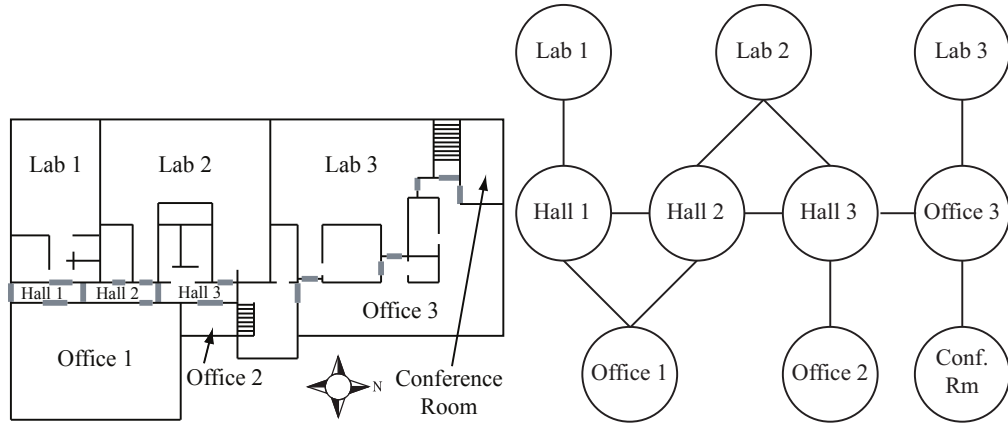 Lab 1
Lab 2
Lab 3
Hall 1
Hall 2
Hall 3
Office 1
Office 2
Office 3
N
Conference
Room
Lab 1
Lab 2
Lab 3
Hall 1
Hall 2
Hall 3
Office 3
Office 1
Office 2
Conf.
Rm